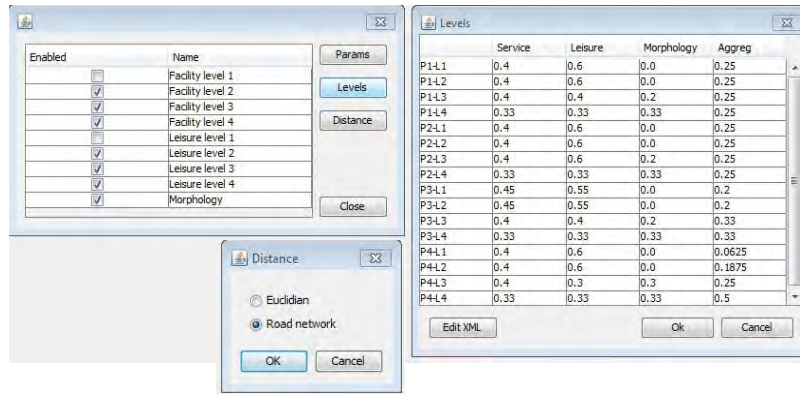 Enabled Name
Facility level 1
Facility level 2
Facility level 3
Facility level 4
Leisure level 1
Leisure level 2
Leisure level 3
Leisure level 4
Morphology
Params
Levels
Distance
Close
Distance
Euclidian
Road network
OK Cancel
Levels
Service Leisure Morphology Aggreg
P1-L1 0.4 0.6 0.0 0.25
P1-L2 0.4 0.6 0.0 0.25
P1-L3 0.4 0.4 0.2 0.25
P1-L4 0.33 0.33 0.33 0.25
P2-L1 0.4 0.6 0.0 0.25
P2-L2 0.4 0.6 0.0 0.25
P2-L3 0.4 0.6 0.2 0.25
P2-L4 0.33 0.33 0.33 0.25
P3-L1 0.45 0.55 0.0 0.2
P3-L2 0.45 0.55 0.0 0.2
P3-L3 0.4 0.4 0.2 0.33
P3-L4 0.33 0.33 0.33 0.33
P4-L1 0.4 0.6 0.0 0.0625
P4-L2 0.4 0.6 0.0 0.1875
P4-L3 0.4 0.3 0.3 0.25
P4-L4 0.33 0.33 0.33 0.5
Edit XML Ok Cancel